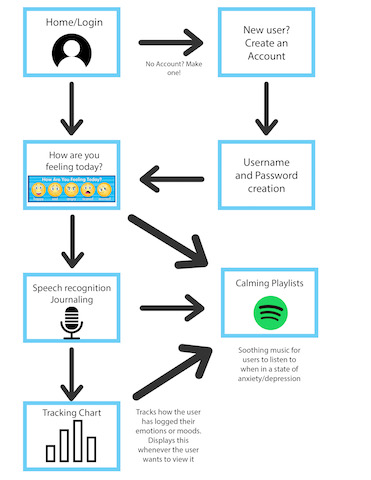 Home/Login
New user?
Create an
Account
No Account? Make
one!
How are you
feeling today?
How Are You Feeling Today?
Username
and Password
creation
Speech recognition
Journaling
Calming Playlists
Soothing music for
users to listen to
when in a state of
anxiety/depression
Tracking Chart
Tracks how the user
has logged their
emotions or moods.
Displays this
whenever the user
wants to view it